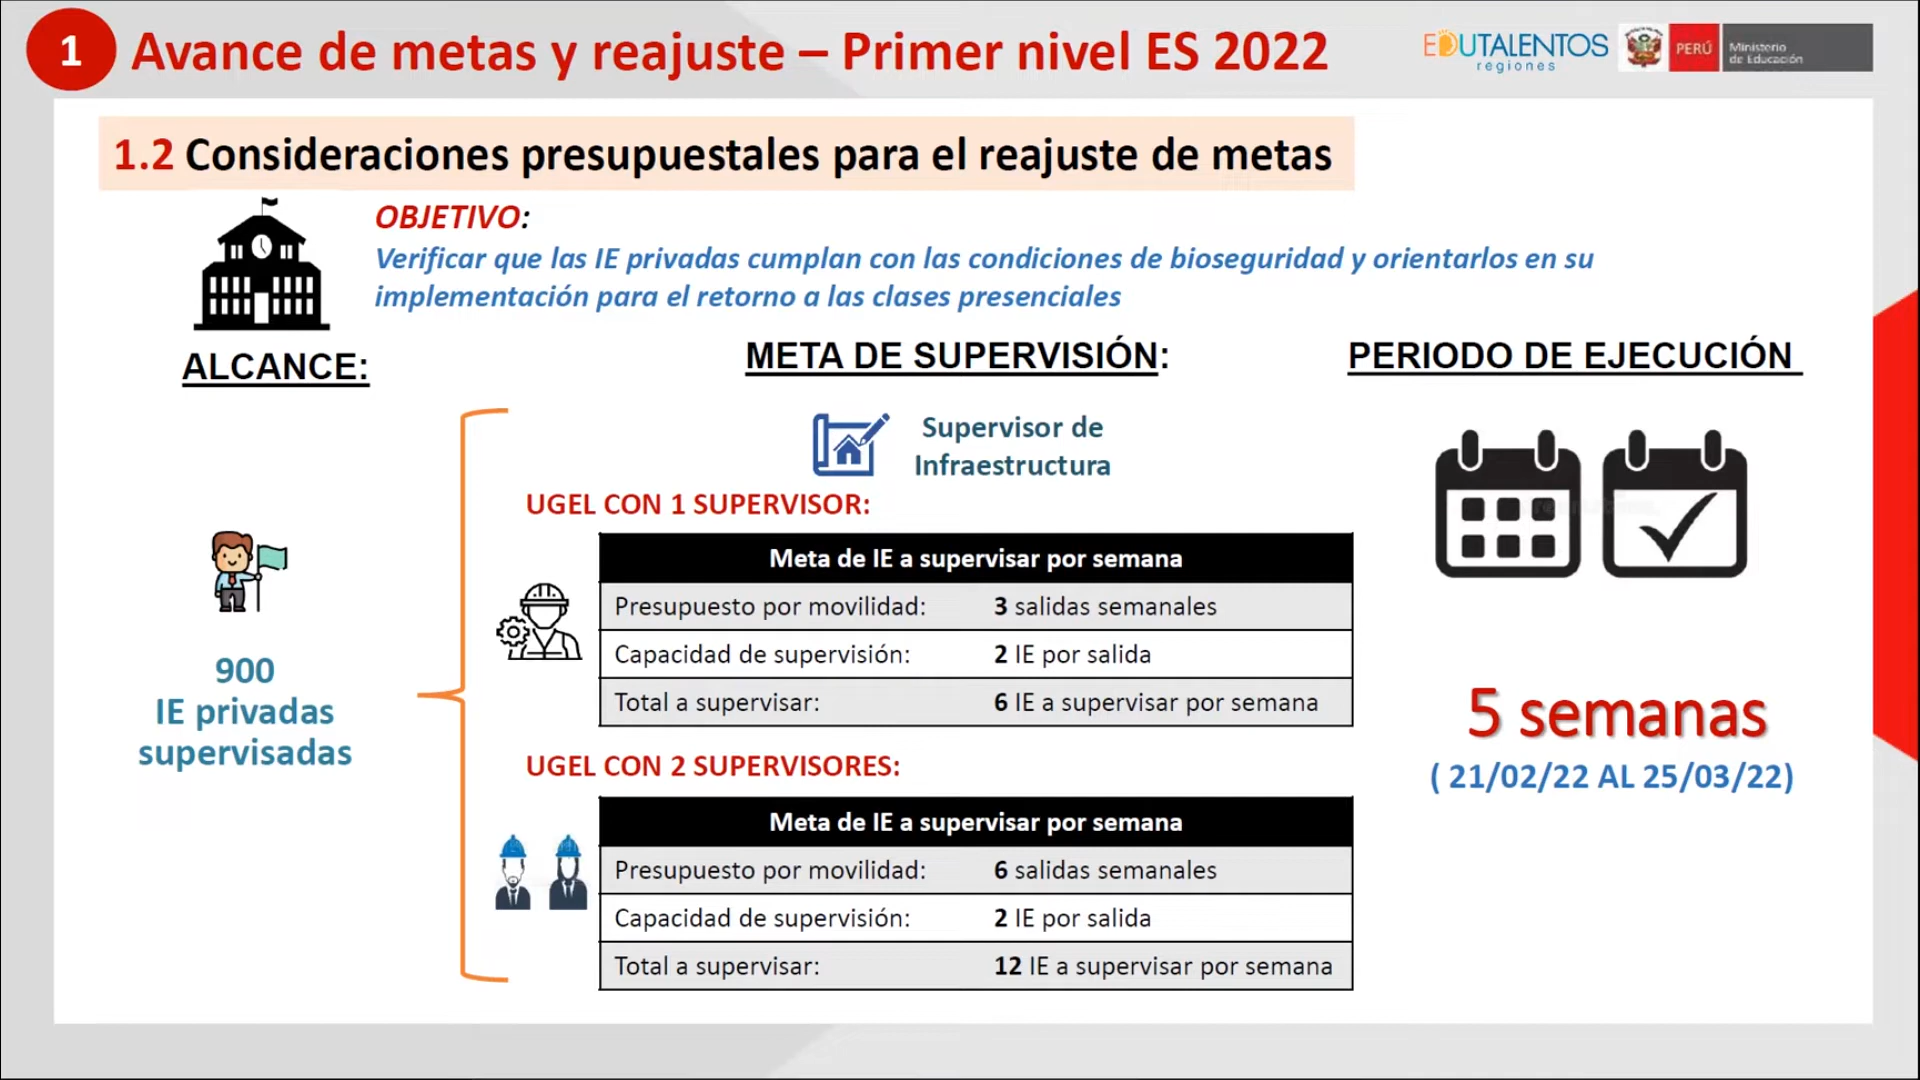 1
Avance de metas y reajuste – Primer nivel ES 2022
EDUTALENTOS
regiones
PERÚ
Ministerio
de Educación
1.2 Consideraciones presupuestales para el reajuste de metas
OBJETIVO:
Verificar que las IE privadas cumplan con las condiciones de bioseguridad y orientarlos en su
implementación para el retorno a las clases presenciales
ALCANCE:
900
IE privadas
supervisadas
META DE SUPERVISIÓN:
Supervisor de
Infraestructura
UGEL CON 1 SUPERVISOR:
Meta de IE a supervisar por semana
Presupuesto por movilidad: 3 salidas semanales
Capacidad de supervisión: 2 IE por salida
Total a supervisar: 6 IE a supervisar por semana
UGEL CON 2 SUPERVISORES:
Meta de IE a supervisar por semana
Presupuesto por movilidad: 6 salidas semanales
Capacidad de supervisión: 2 IE por salida
Total a supervisar: 12 IE a supervisar por semana
PERIODO DE EJECUCIÓN
5 semanas
( 21/02/22 AL 25/03/22)